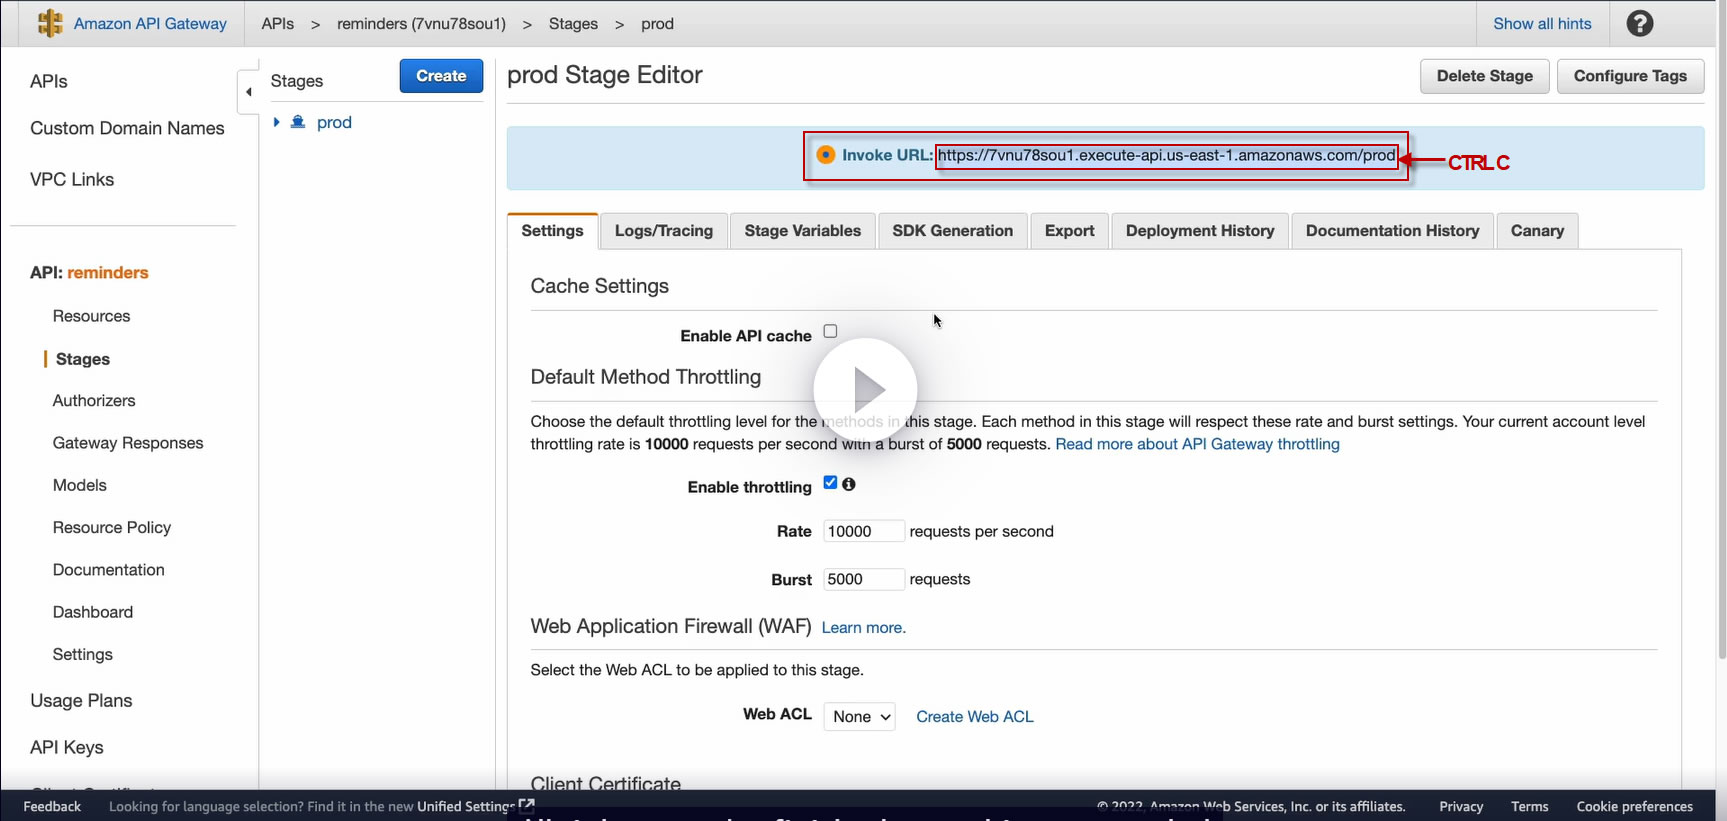 Amazon API Gateway
APIs > reminders (7vnu78sou1) > Stages > prod
Show all hints
?
APIs
Custom Domain Names
VPC Links
API: reminders
Resources
Stages
Authorizers
Gateway Responses
Models
Resource Policy
Documentation
Dashboard
Settings
Usage Plans
API Keys
Stages
Create
prod
prod Stage Editor
Delete Stage
Configure Tags
Invoke URL: https://7vnu78sou1.execute-api.us-east-1.amazonaws.com/prod
CTRL C
Settings
Logs/Tracing
Stage Variables
SDK Generation
Export
Deployment History
Documentation History
Canary
Cache Settings
Enable API cache
Default Method Throttling
Choose the default throttling level for the methods in this stage. Each method in this stage will respect these rate and burst settings. Your current account level
throttling rate is 10000 requests per second with a burst of 5000 requests. Read more about API Gateway throttling
Enable throttling
Rate 10000 requests per second
Burst 5000 requests
Web Application Firewall (WAF) Learn more.
Select the Web ACL to be applied to this stage.
Web ACL None Create Web ACL
Client Certificate
Feedback
Looking for language selection? Find it in the new Unified Settings
© 2022, Amazon Web Services, Inc. or its affiliates.
Privacy
Terms
Cookie preferences